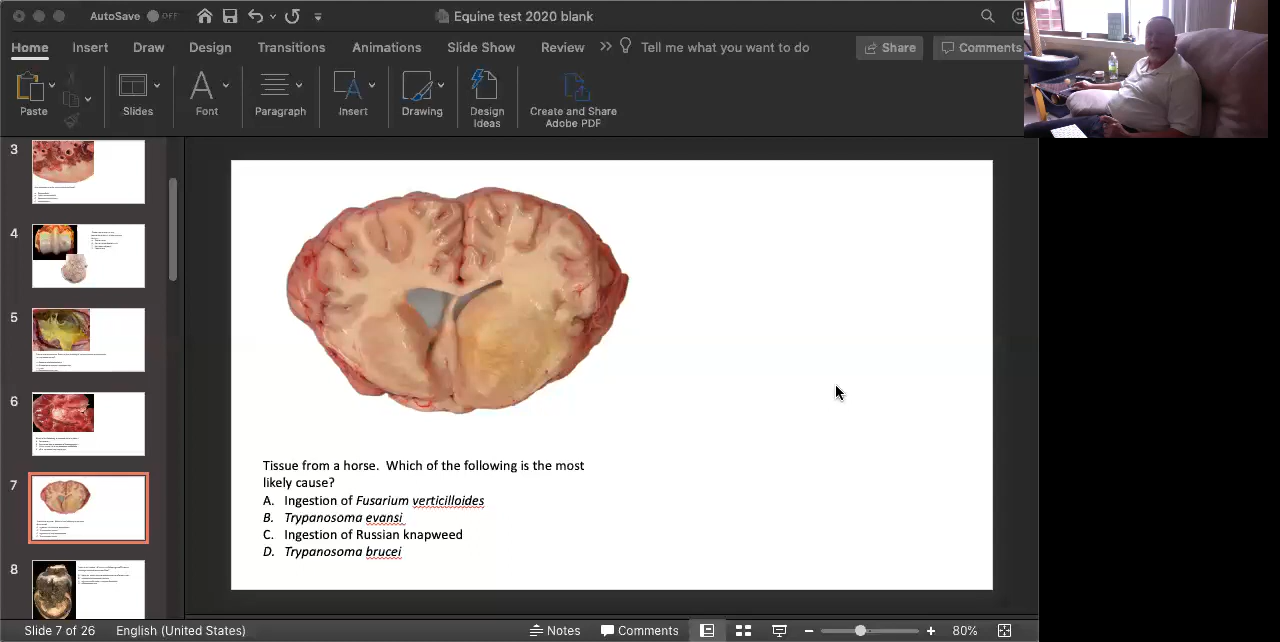 AutoSave OFF
Equine test 2020 blank
Home Insert Draw Design Transitions Animations Slide Show Review Tell me what you want to do Share Comments
Paste Slides Font Paragraph Insert Drawing Design Ideas Create and Share Adobe PDF
3
4
5
6
7
8
Tissue from a horse. Which of the following is the most
likely cause?
A. Ingestion of Fusarium verticilloides
B. Trypanosoma evansi
C. Ingestion of Russian knapweed
D. Trypanosoma brucei
Slide 7 of 26 English (United States) Notes Comments 80%